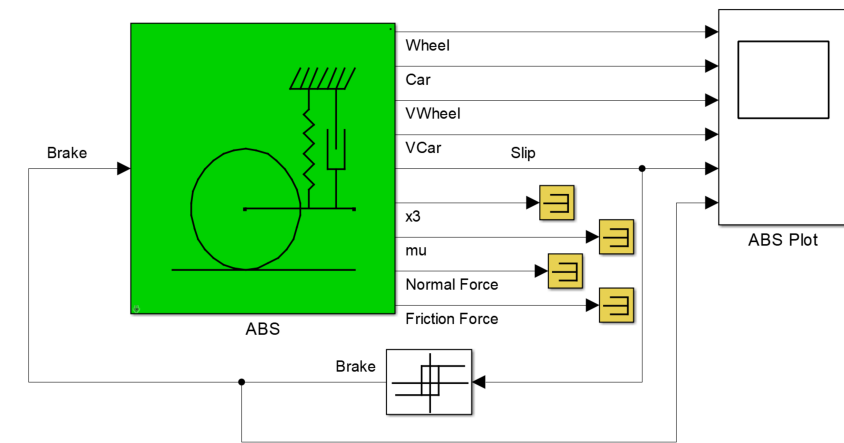 Wheel
Car
VWheel
Brake
VCar
Slip
x3
mu
ABS Plot
Normal Force
Friction Force
ABS
Brake